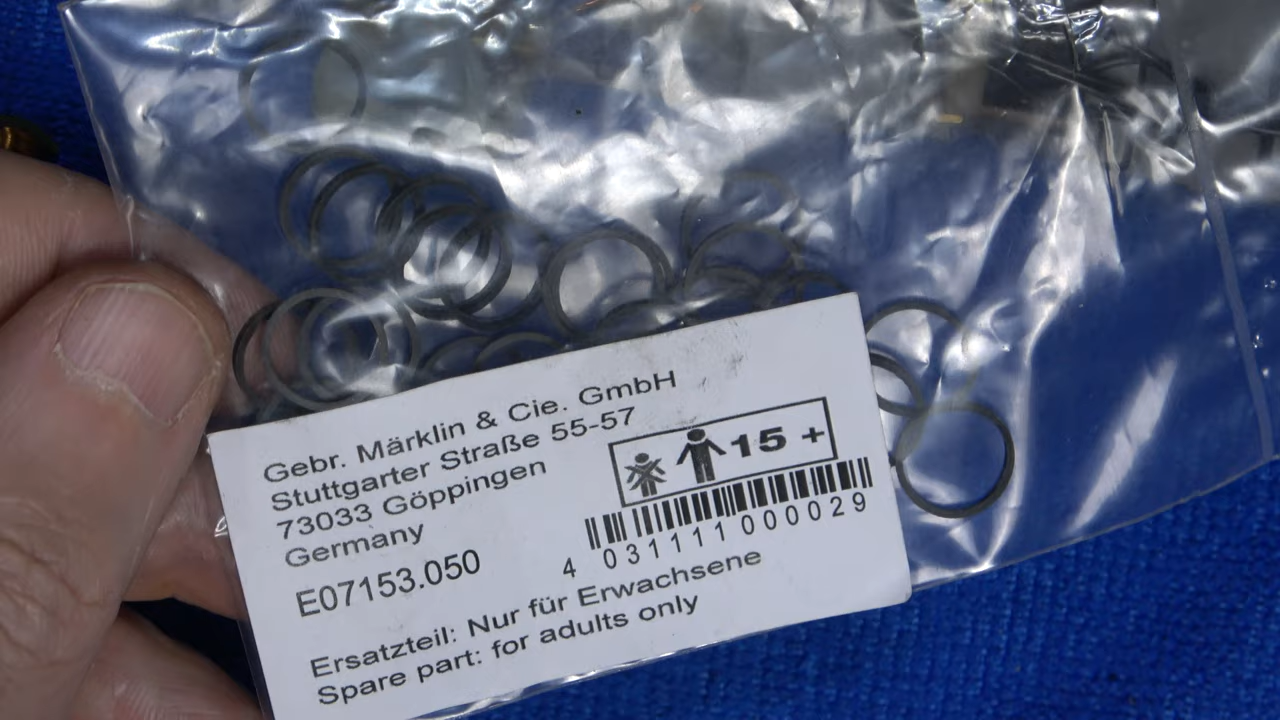 Gebr. Märklin & Cie. GmbH
Stuttgarter Straße 55-57
73033 Göppingen
Germany
15 +
E07153.050
4 031111 000029
Ersatzteil: Nur für Erwachsene
Spare part: for adults only